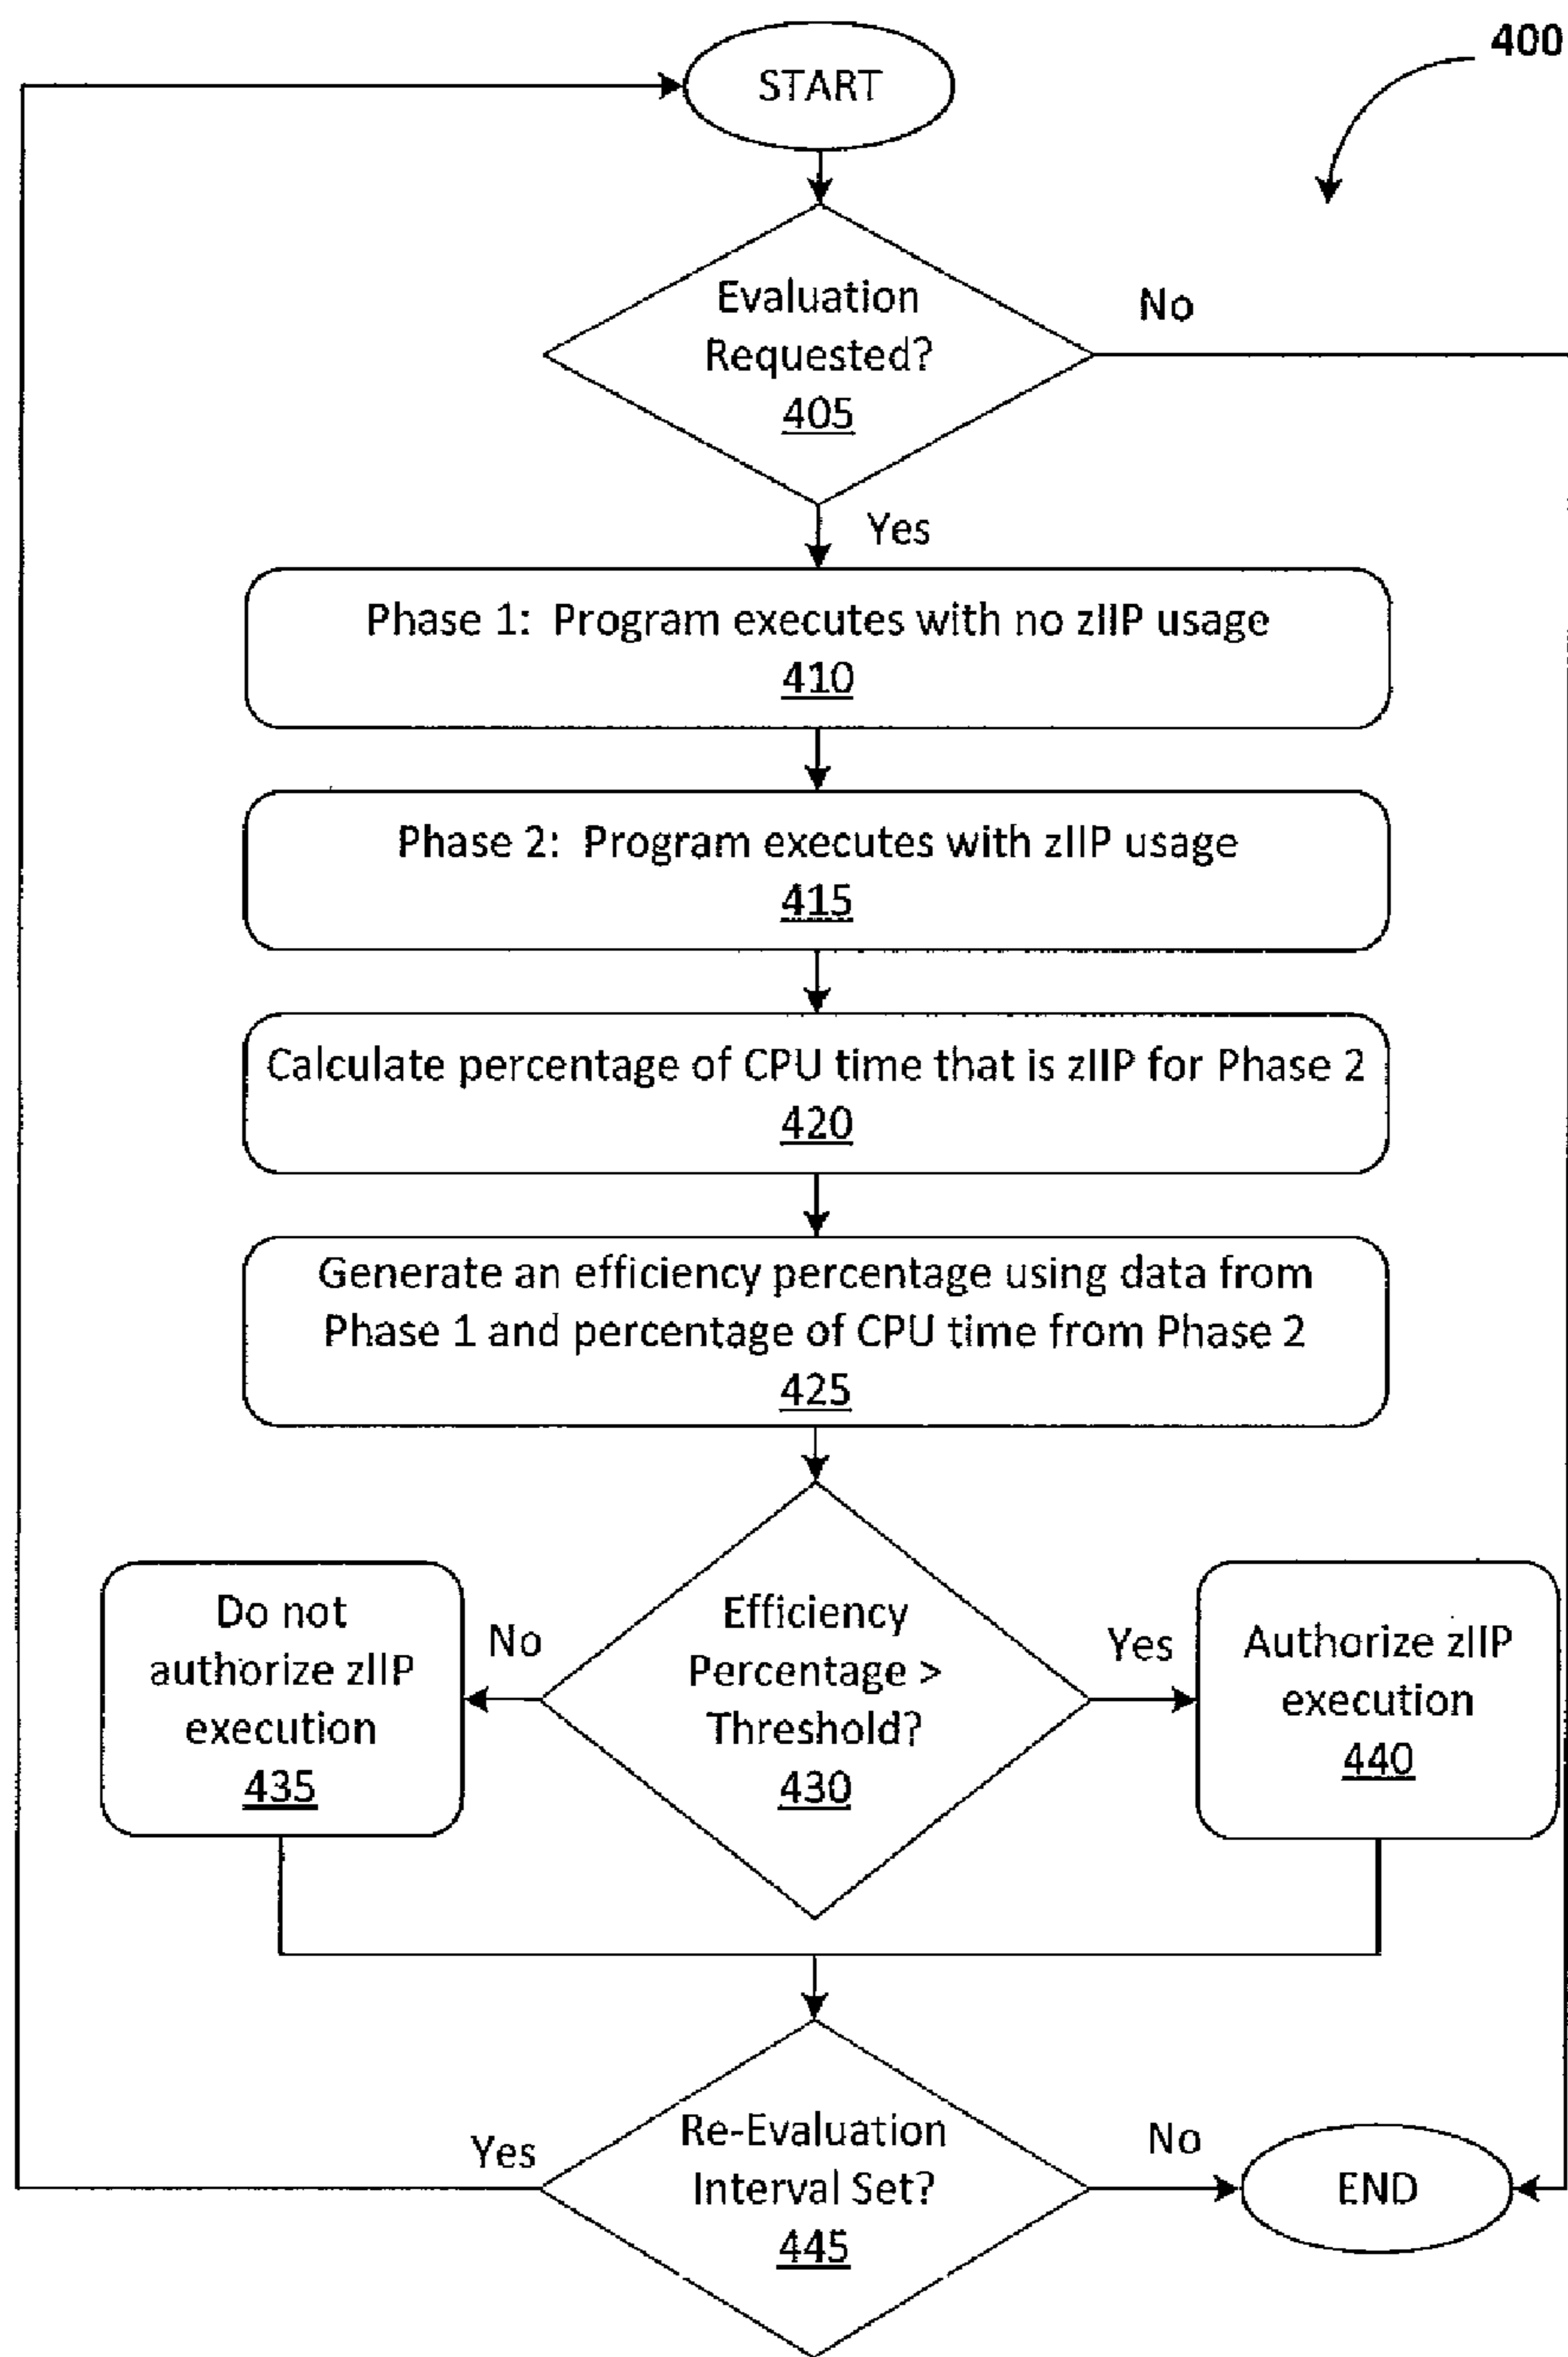 400
START
Evaluation
Requested?
405
No
Yes
Phase 1: Program executes with no zIIP usage
410
Phase 2: Program executes with zIIP usage
415
Calculate percentage of CPU time that is zIIP for Phase 2
420
Generate an efficiency percentage using data from
Phase 1 and percentage of CPU time from Phase 2
425
Do not
authorize zIIP
execution
435
No
Efficiency
Percentage >
Threshold?
430
Yes
Authorize zIIP
execution
440
Yes
Re-Evaluation
Interval Set?
445
No
END